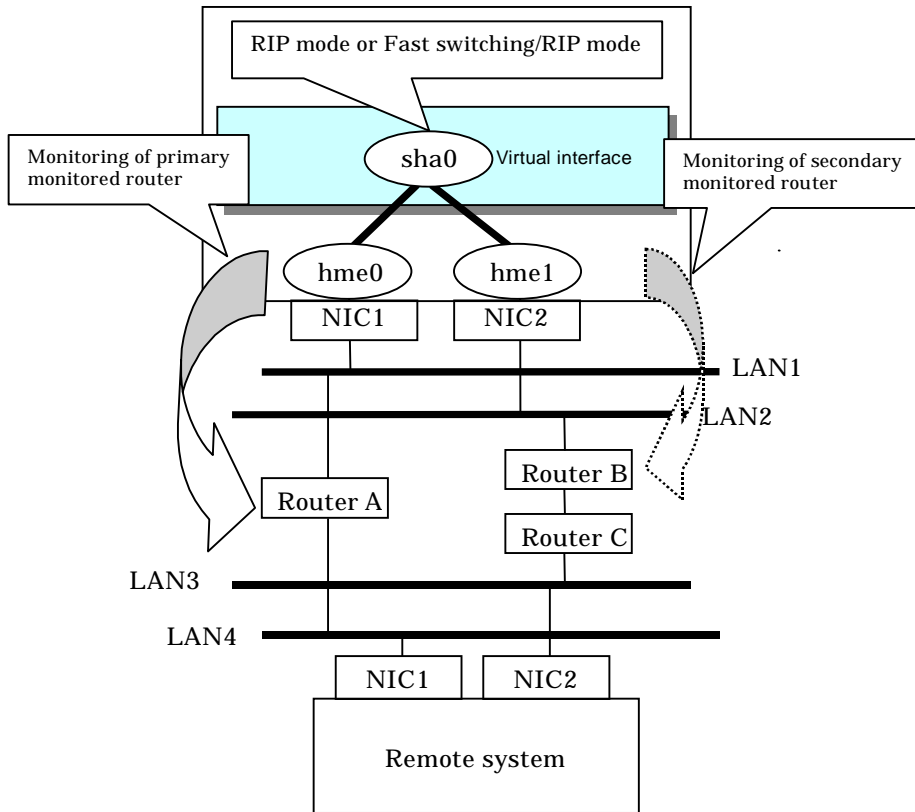 RIP mode or Fast switching/RIP mode
Monitoring of primary
monitored router
sha0
Virtual interface
Monitoring of secondary
monitored router
hme0
hme1
NIC1
NIC2
LAN1
LAN2
Router B
Router A
Router C
LAN3
LAN4
NIC1
NIC2
Remote system